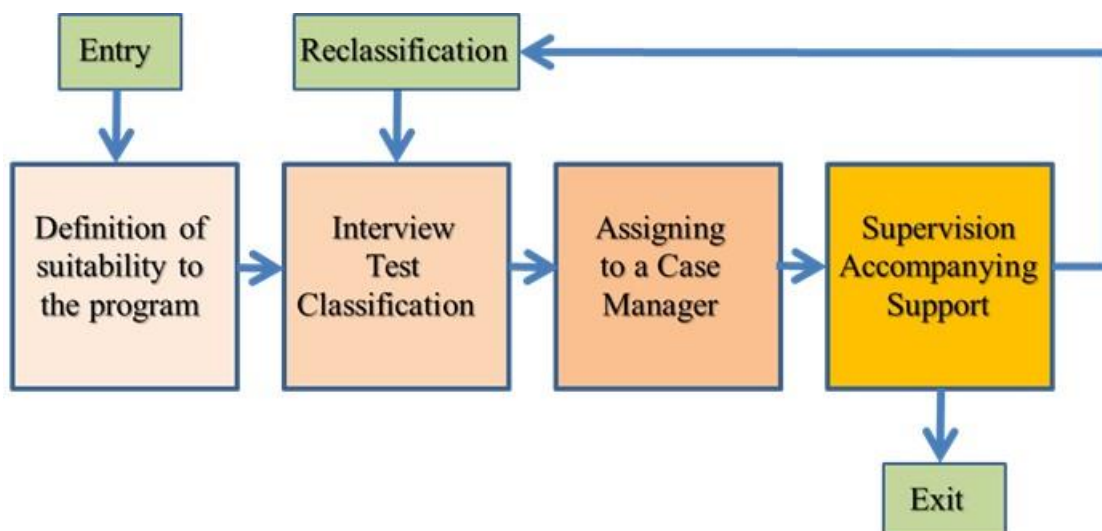 Entry
Reclassification
Definition of
suitability to
the program
Interview
Test
Classification
Assigning
to a Case
Manager
Supervision
Accompanying
Support
Exit